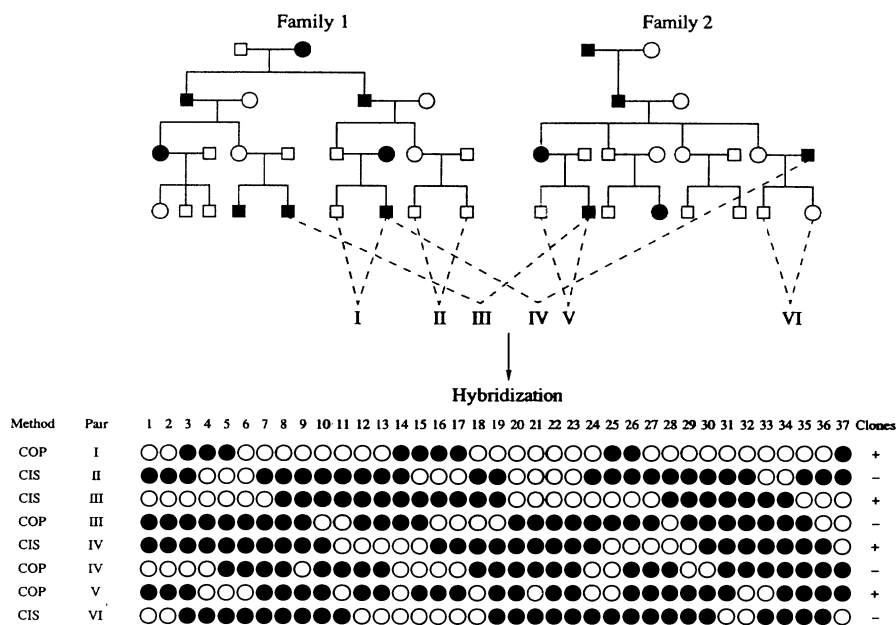 Family 1
Family 2
I II III IV V VI
Hybridization
Method Pair 1 2 3 4 5 6 7 8 9 10 11 12 13 14 15 16 17 18 19 20 21 22 23 24 25 26 27 28 29 30 31 32 33 34 35 36 37 Clones
COP I +
CIS II –
CIS III +
COP III –
CIS IV +
COP IV –
COP V +
CIS VI –